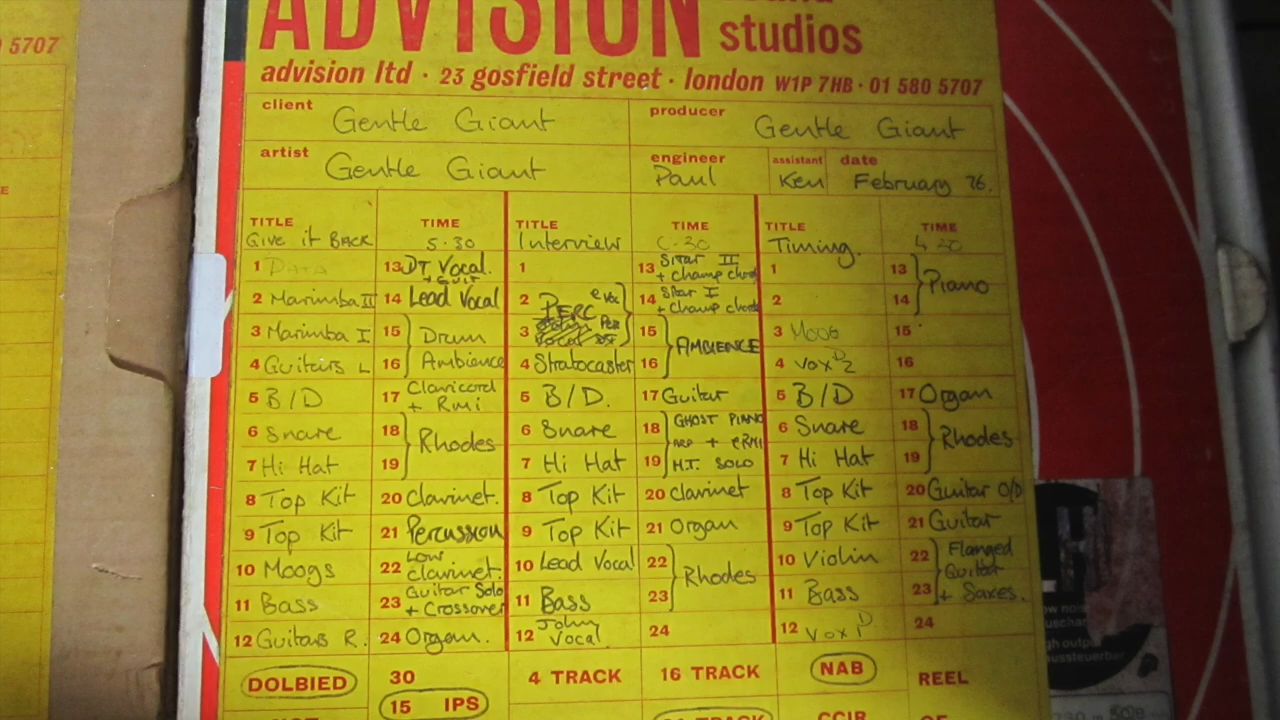 5707
ADVISION
studios
advision ltd · 23 gosfield street · london W1P 7HB · 01 580 5707
client Gentle Giant producer Gentle Giant
artist Gentle Giant engineer Paul assistant Ken date February 76.
TITLE Give it Back TIME 5·30 TITLE Interview TIME TITLE Timing. TIME
1 Data 13 DT Vocal. 1 13 Sitar II + champ chord 1 13 Piano
2 Marimba II 14 Lead Vocal 2 PERC 14 Sitar I + champ chords 2 14
3 Marimba I 15 Drum 3 15 AMBIENCE 3 Moog 15
4 Guitars L 16 Ambience 4 Stratocaster 16 4 Vox 2 16
5 B/D 17 Clavicord + Rmi 5 B/D. 17 Guitar 5 B/D 17 Organ
6 Snare 18 Rhodes 6 Snare 18 GHOST PIANO ARP + 6 Snare 18 Rhodes
7 Hi Hat 19 7 Hi Hat 19 SOLO 7 Hi Hat 19
8 Top Kit 20 Clarinet. 8 Top Kit 20 clarinet 8 Top Kit 20 Guitar O/D
9 Top Kit 21 Percussion 9 Top Kit 21 Organ 9 Top Kit 21 Guitar
10 Moogs 22 Low clarinet. 10 Lead Vocal 22 Rhodes 10 Violin 22 Flanged Guitar
11 Bass 23 Guitar Solo + Crossover 11 Bass 23 11 Bass 23 + Saxes.
12 Guitars R. 24 Organ. 12 John Vocal 24 12 Vox 24
DOLBIED 30 4 TRACK 16 TRACK NAB REEL
15 IPS